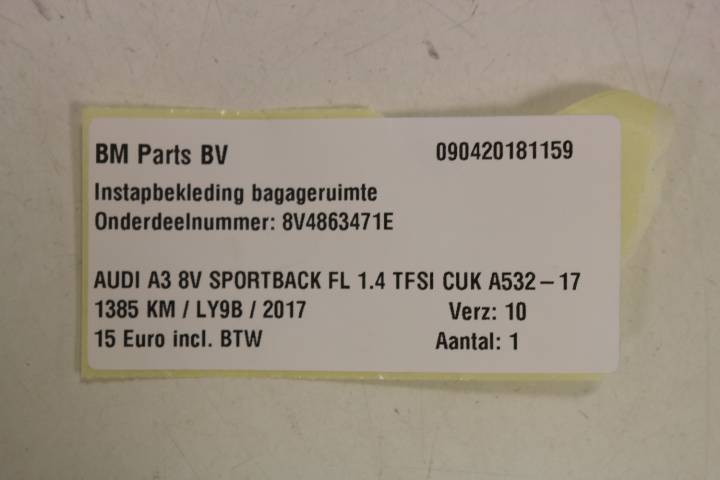 BM Parts BV 090420181159
Instapbekleding bagageruimte
Onderdeelnummer: 8V4863471E
AUDI A3 8V SPORTBACK FL 1.4 TFSI CUK A532-17
1385 KM / LY9B / 2017 Verz: 10
15 Euro incl. BTW Aantal: 1